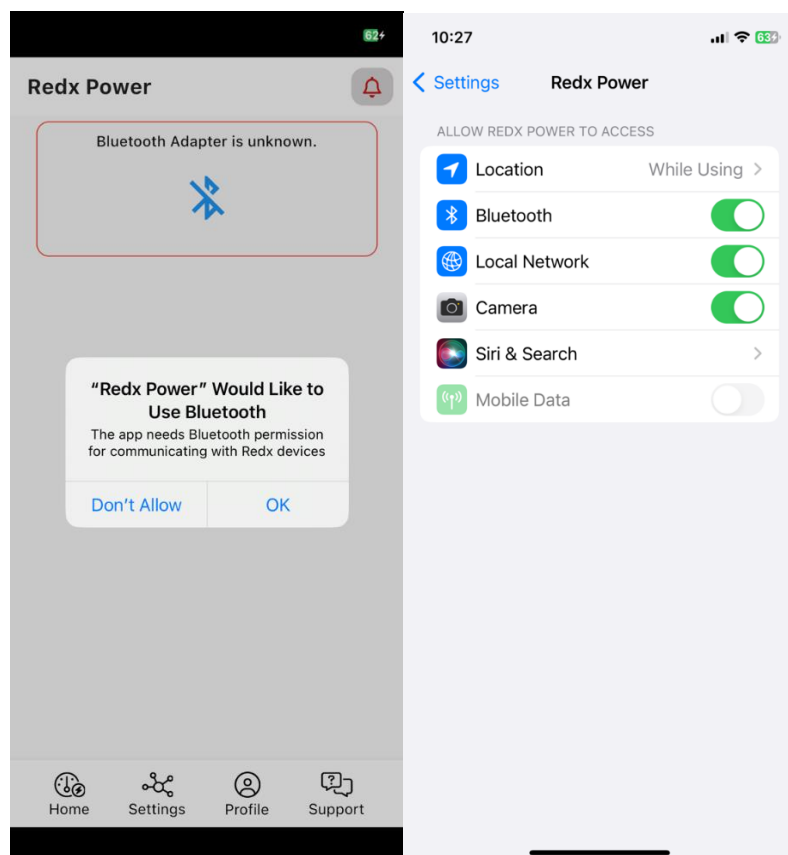 62
Redx Power
Bluetooth Adapter is unknown.
“Redx Power” Would Like to
Use Bluetooth
The app needs Bluetooth permission
for communicating with Redx devices
Don’t Allow
OK
Home
Settings
Profile
Support
10:27
63
Settings
Redx Power
ALLOW REDX POWER TO ACCESS
Location
While Using
Bluetooth
Local Network
Camera
Siri & Search
Mobile Data